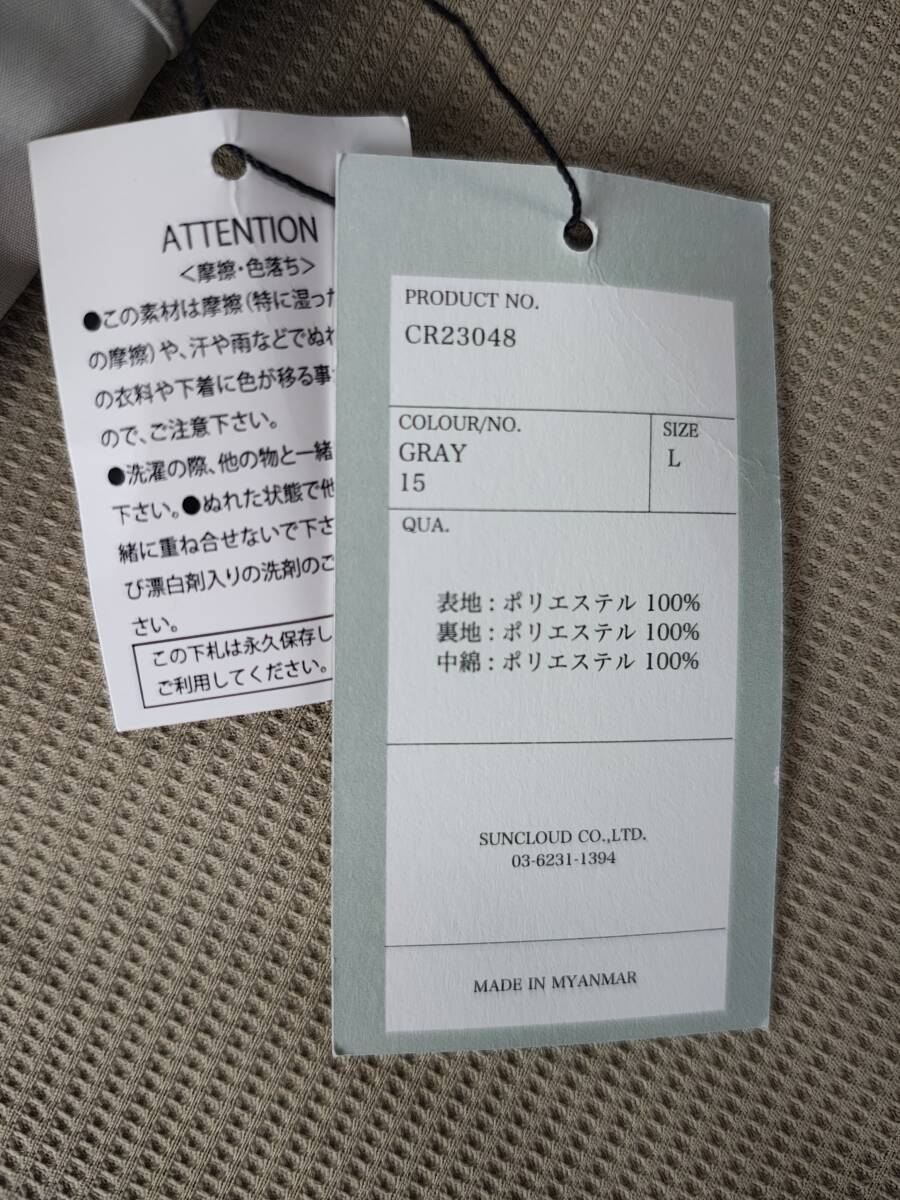 ATTENTION
<摩擦・色落ち>
●この素材は摩擦(特に湿った
の摩擦)や、汗や雨などでぬれ
の衣料や下着に色が移る事
ので、ご注意下さい。
●洗濯の際、他の物と一緒
下さい。●ぬれた状態で他
緒に重ね合せないで下さ
び漂白剤入りの洗剤のご
さい。
この下札は永久保存し
ご利用してください。
PRODUCT NO.
CR23048
COLOUR/NO.
GRAY
15
SIZE
L
QUA.
表地:ポリエステル 100%
裏地:ポリエステル 100%
中綿:ポリエステル 100%
SUNCLOUD CO.,LTD.
03-6231-1394
MADE IN MYANMAR